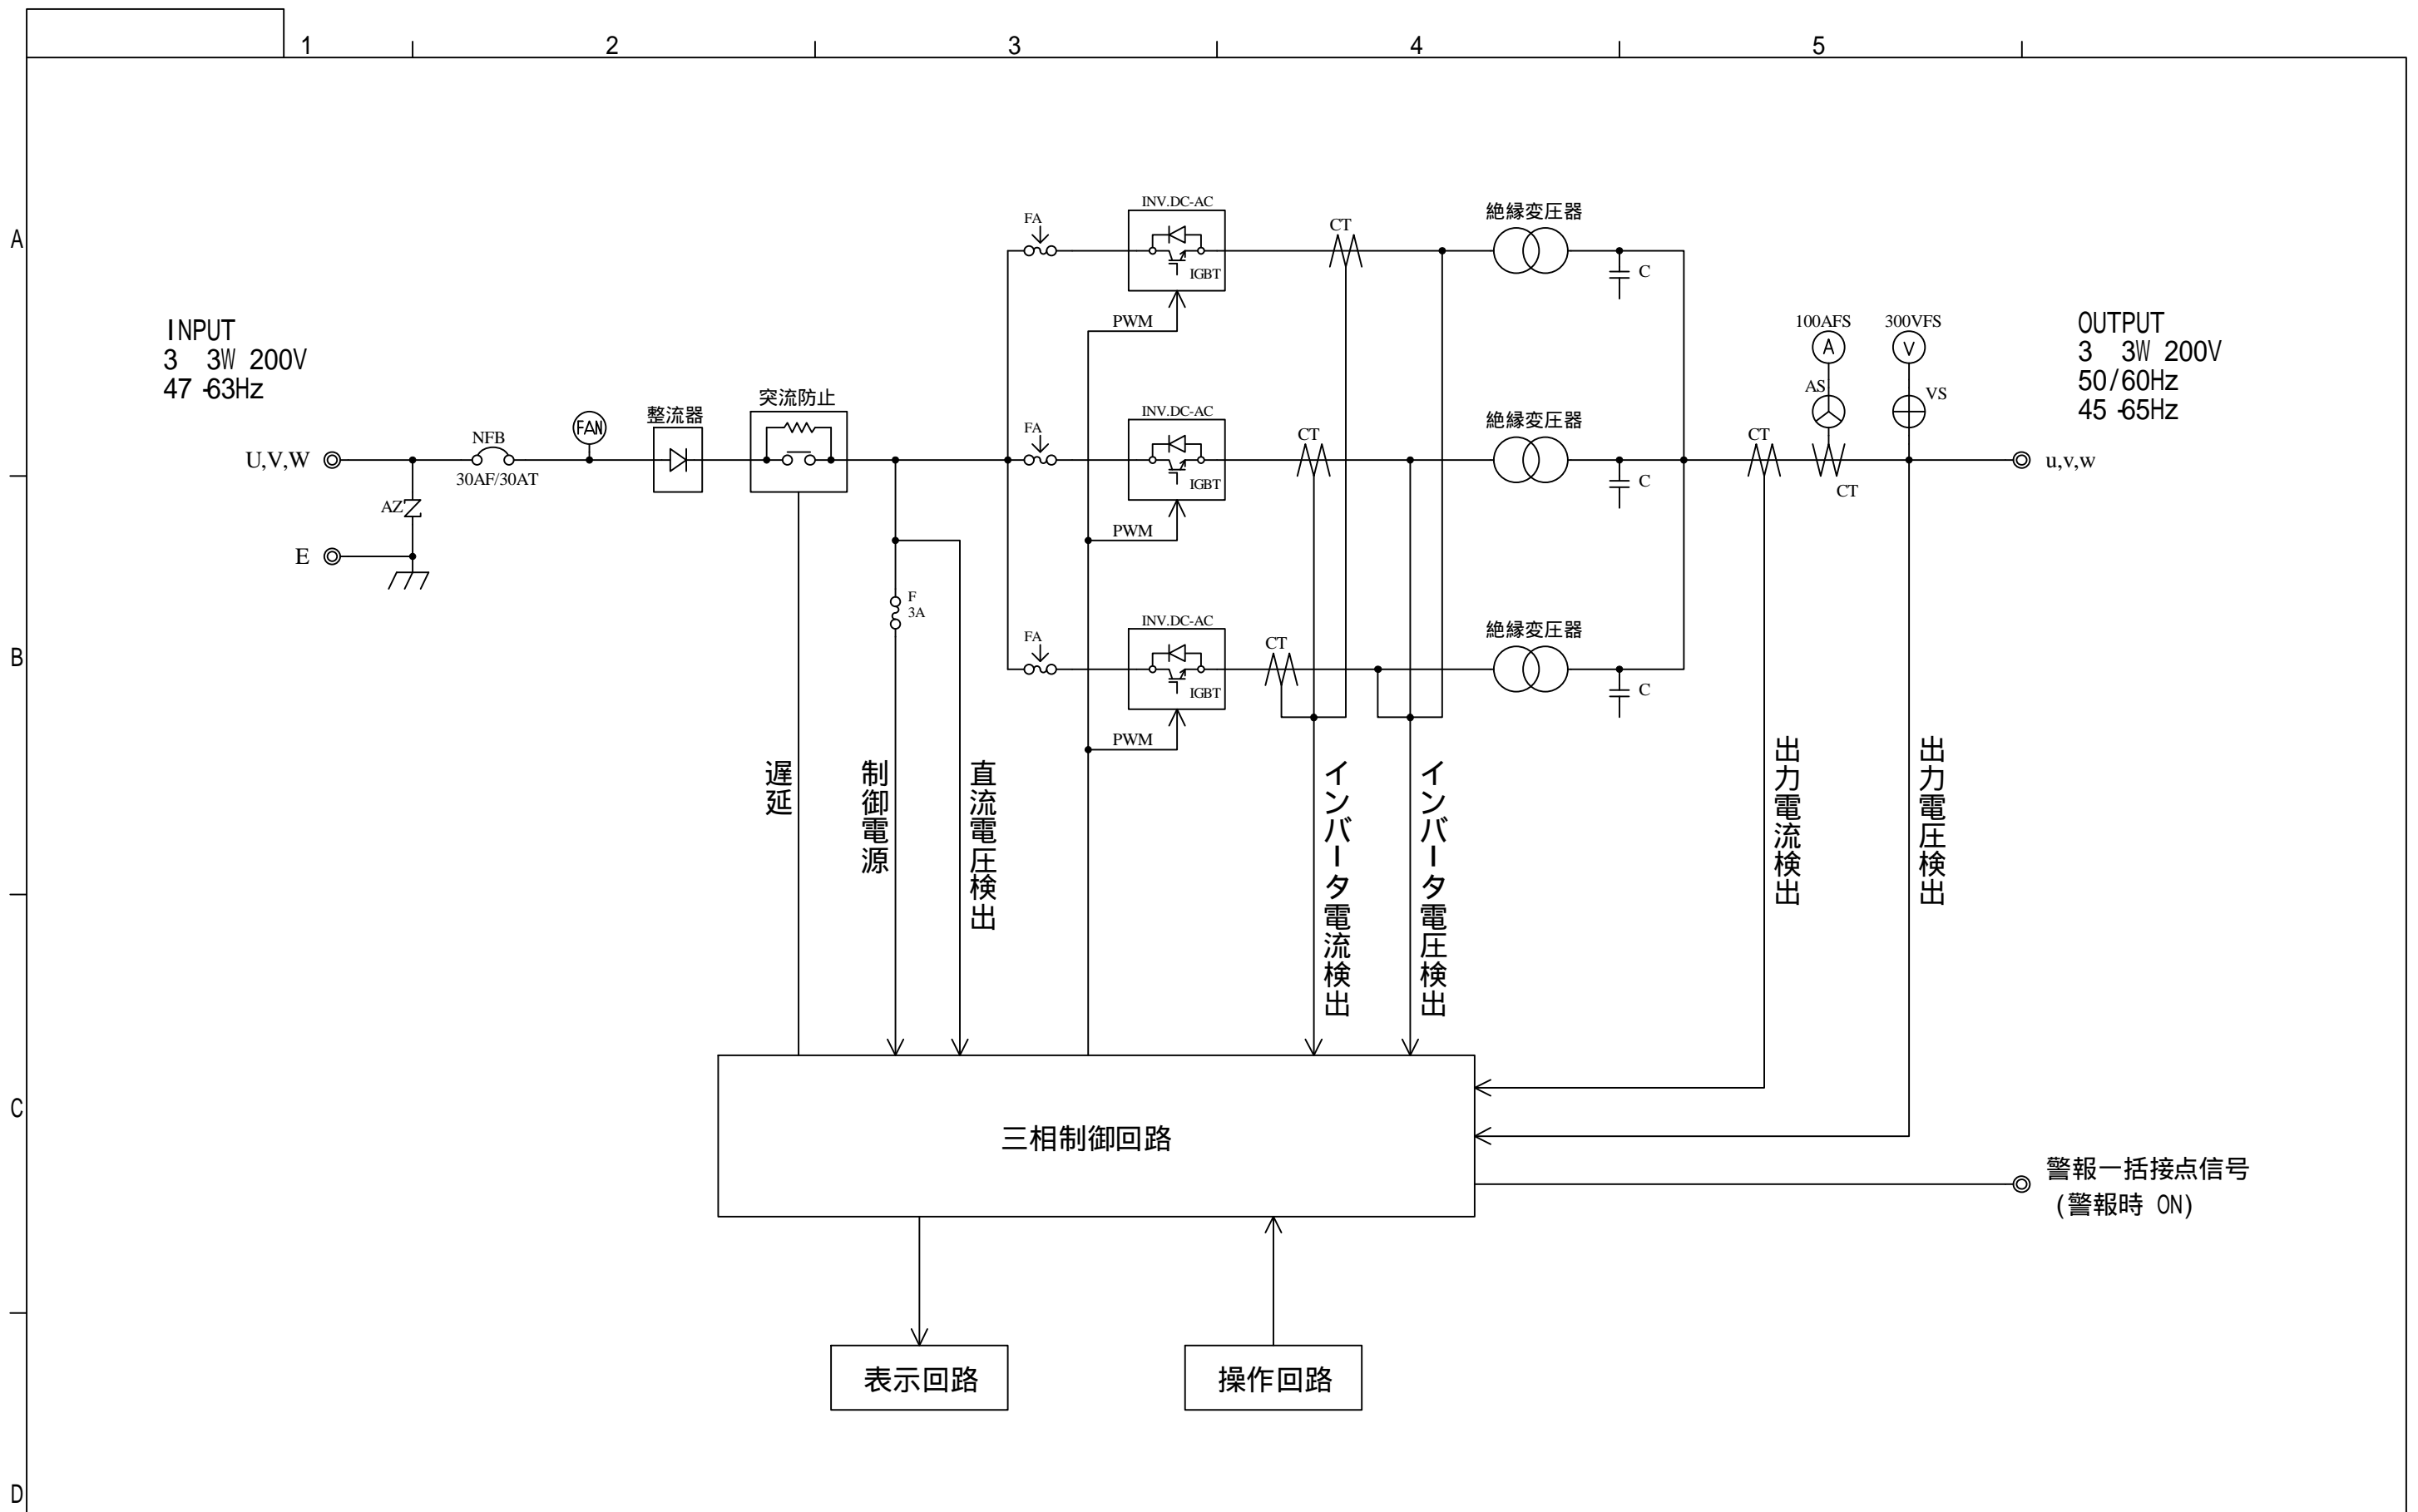 1
2
3
4
5
A
B
C
D
INPUT
3 3W 200V
47-63Hz
U,V,W
E
AZ
NFB
30AF/30AT
FAN
整流器
突流防止
F
3A
FA
INV.DC-AC
IGBT
PWM
CT
絶縁変圧器
C
FA
INV.DC-AC
IGBT
PWM
CT
絶縁変圧器
C
FA
INV.DC-AC
IGBT
PWM
CT
絶縁変圧器
C
CT
100AFS
A
AS
CT
300VFS
V
VS
OUTPUT
3 3W 200V
50/60Hz
45-65Hz
u,v,w
遅延
制御電源
直流電圧検出
インバータ電流検出
インバータ電圧検出
出力電流検出
出力電圧検出
三相制御回路
警報一括接点信号
(警報時 ON)
表示回路
操作回路